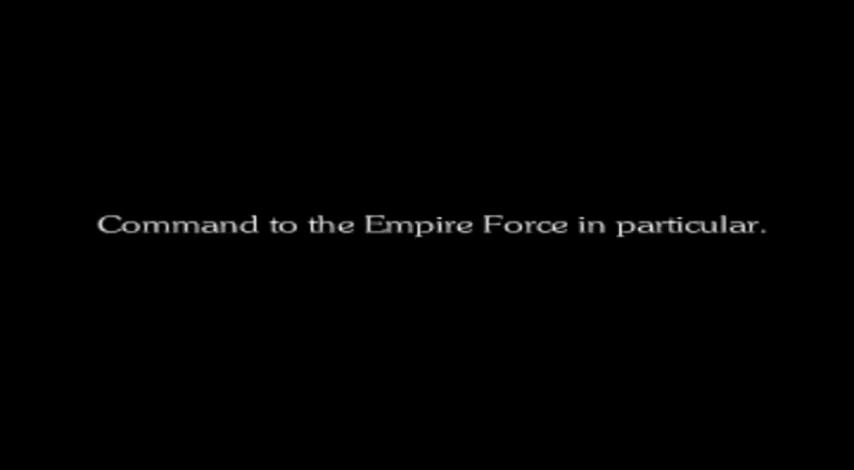 Command to the Empire Force in particular.